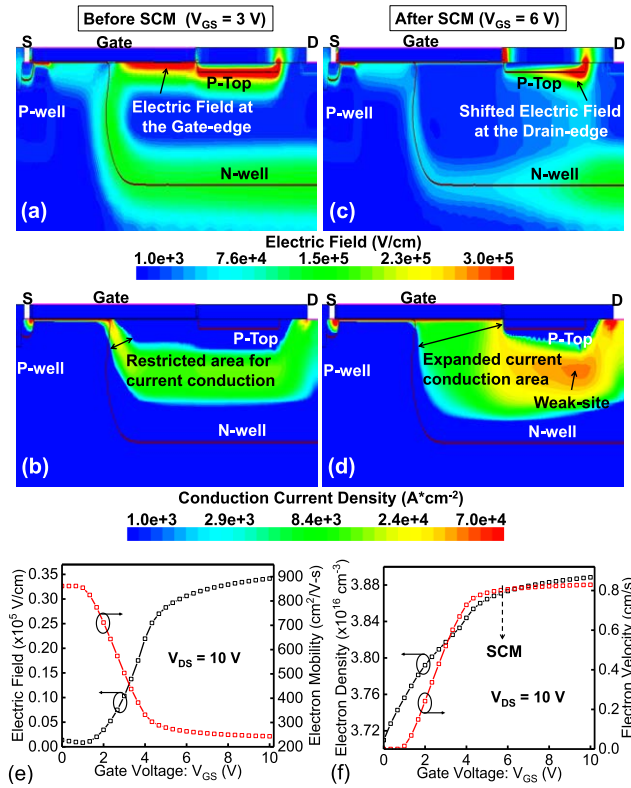 Before SCM (VGS = 3 V)
After SCM (VGS = 6 V)
S Gate
P-Top
P-well
Electric Field at
the Gate-edge
N-well
(a)
S Gate D
P-Top
P-well
Shifted Electric Field
at the Drain-edge
N-well
(c)
D
Electric Field (V/cm)
1.0e+3 7.6e+4 1.5e+5 2.3e+5 3.0e+5
S Gate D
P-Top
P-well
Restricted area for
current conduction
N-well
(b)
S Gate D
P-Top
P-well
Expanded current
conduction area
Weak-site
N-well
(d)
Conduction Current Density (A*cm-2)
1.0e+3 2.9e+3 8.4e+3 2.4e+4 7.0e+4
Electric Field (x10⁵ V/cm)
0.35
0.30
0.25
0.20
0.15
0.10
0.05
0.00
900
800
700
600
500
400
300
200
Electron Mobility (cm²/V-s)
VDS = 10 V
0 2 4 6 8 10
Gate Voltage: VGS (V)
(e)
Electron Density (x10¹⁶ cm⁻³)
3.88
3.84
3.80
3.76
3.72
0.8
0.6
0.4
0.2
0.0
Electron Velocity (cm/s)
SCM
VDS = 10 V
0 2 4 6 8 10
Gate Voltage: VGS (V)
(f)